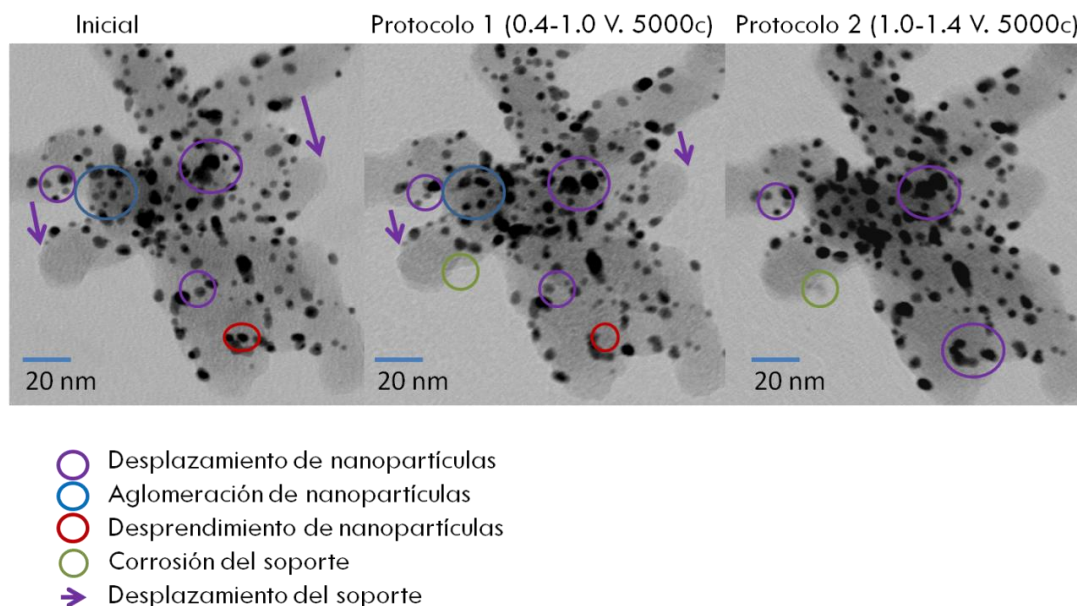 Inicial
Protocolo 1 (0.4-1.0 V. 5000c)
Protocolo 2 (1.0-1.4 V. 5000c)
20 nm
20 nm
20 nm
Desplazamiento de nanopartículas
Aglomeración de nanopartículas
Desprendimiento de nanopartículas
Corrosión del soporte
Desplazamiento del soporte